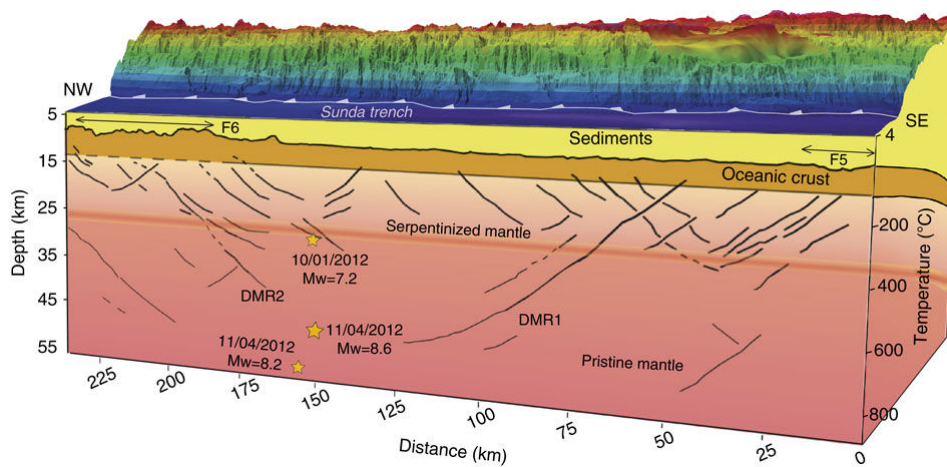 NW
Sunda trench
SE
5
15
25
35
45
55
Depth (km)
F6
Sediments
F5
Oceanic crust
Serpentinized mantle
10/01/2012
Mw=7.2
DMR2
11/04/2012
Mw=8.6
11/04/2012
Mw=8.2
DMR1
Pristine mantle
4
200
400
600
800
Temperature (°C)
225
200
175
150
125
100
75
50
25
0
Distance (km)